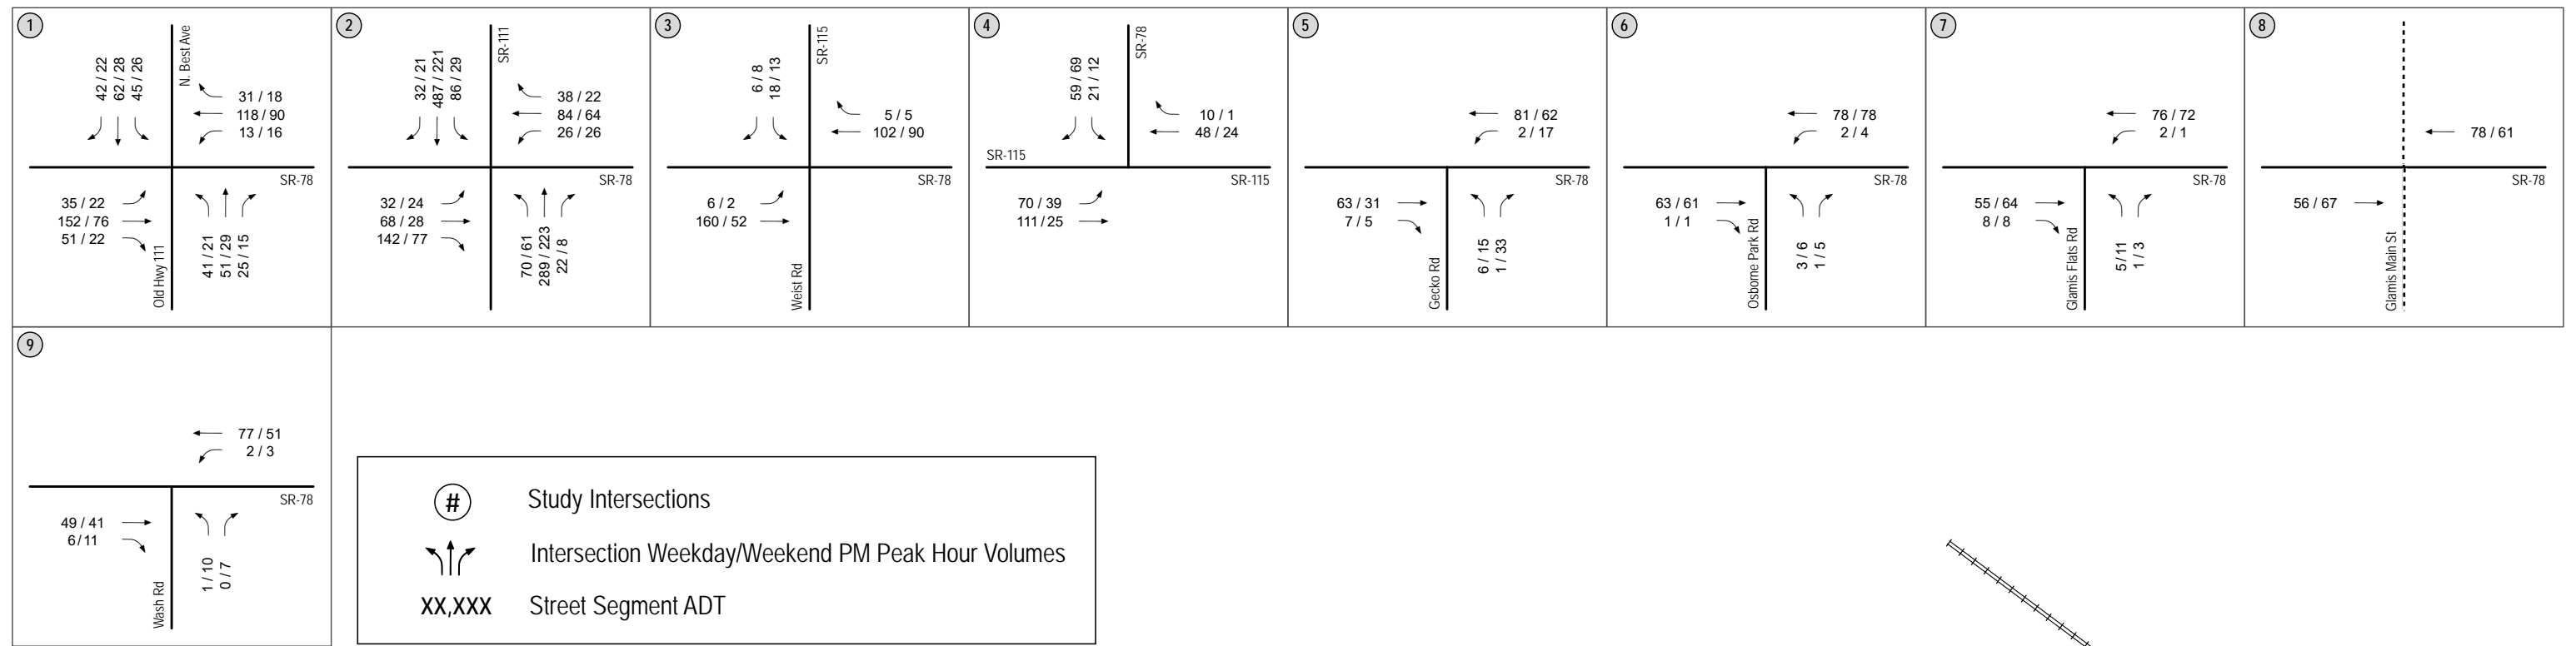 1
N. Best Ave
42 / 22
62 / 28
45 / 26
31 / 18
118 / 90
13 / 16
SR-78
35 / 22
152 / 76
51 / 22
Old Hwy 111
41 / 21
51 / 29
25 / 15
2
SR-111
32 / 21
487 / 221
86 / 29
38 / 22
84 / 64
26 / 26
SR-78
32 / 24
68 / 28
142 / 77
70 / 61
289 / 223
22 / 8
3
SR-115
6 / 8
18 / 13
5 / 5
102 / 90
SR-78
6 / 2
160 / 52
Weist Rd
4
SR-78
59 / 69
21 / 12
10 / 1
48 / 24
SR-115
SR-115
70 / 39
111 / 25
5
81 / 62
2 / 17
SR-78
63 / 31
7 / 5
Gecko Rd
6 / 15
1 / 33
6
78 / 78
2 / 4
SR-78
63 / 61
1 / 1
Osborne Park Rd
3 / 6
1 / 5
7
76 / 72
2 / 1
SR-78
55 / 64
8 / 8
Glamis Flats Rd
5 / 11
1 / 3
8
78 / 61
SR-78
56 / 67
Glamis Main St
9
77 / 51
2 / 3
SR-78
49 / 41
6 / 11
Wash Rd
1 / 10
0 / 7
# Study Intersections
Intersection Weekday/Weekend PM Peak Hour Volumes
XX,XXX Street Segment ADT